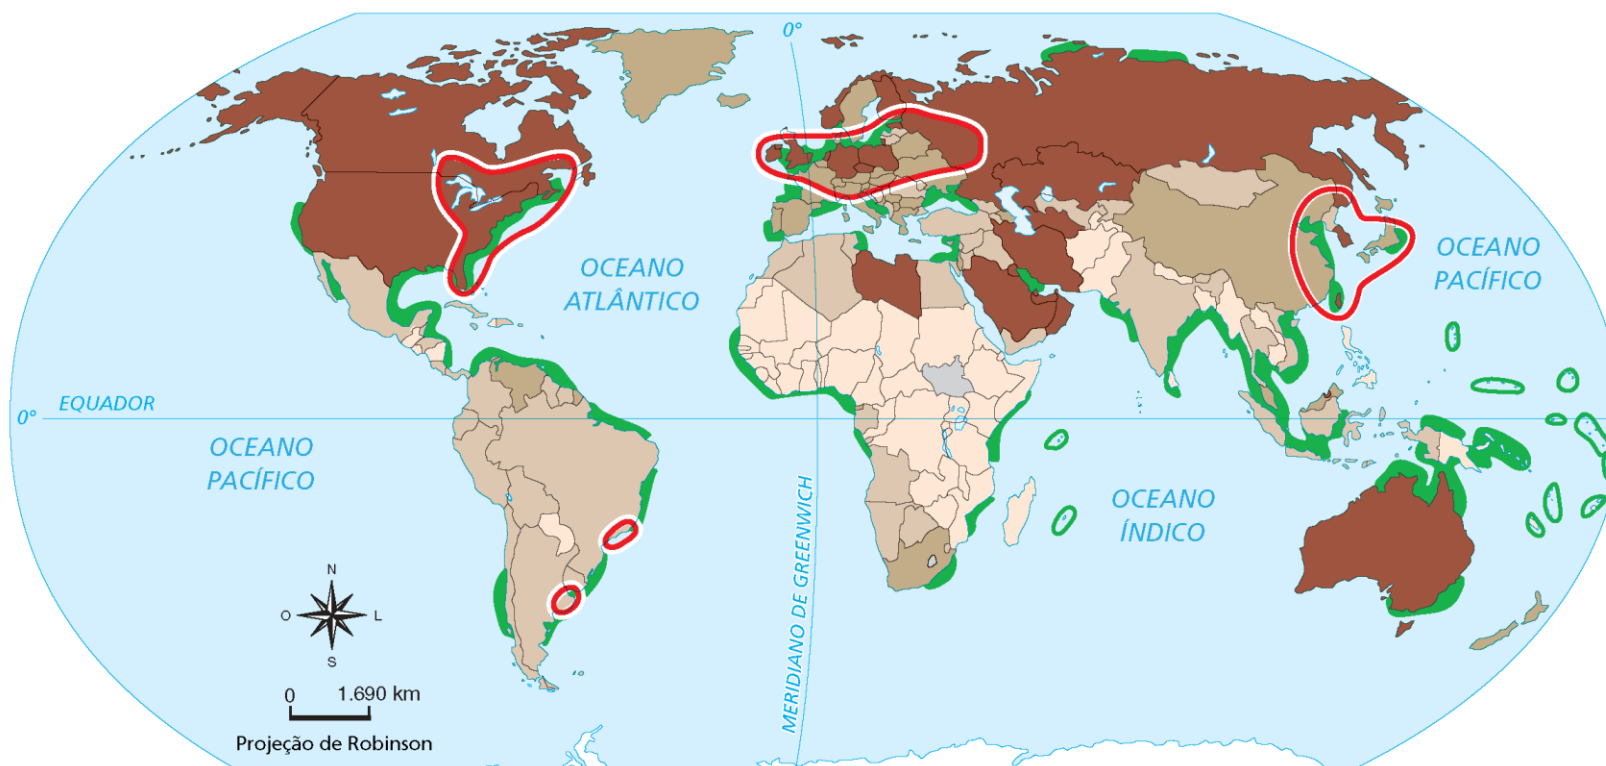 0°
OCEANO
ATLÂNTICO
OCEANO
PACÍFICO
0°
EQUADOR
OCEANO
PACÍFICO
MERIDIANO DE GREENWICH
OCEANO
ÍNDICO
N
O
L
S
0 1.690 km
Projeção de Robinson